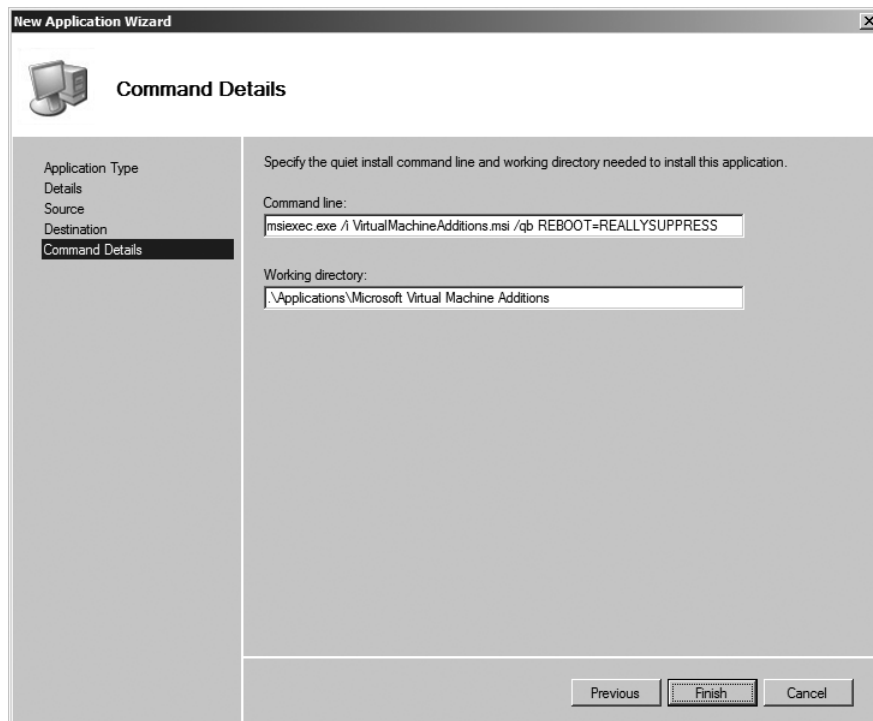 New Application Wizard
Command Details
Application Type
Details
Source
Destination
Command Details
Specify the quiet install command line and working directory needed to install this application.
Command line:
msiexec.exe /i VirtualMachineAdditions.msi /qb REBOOT=REALLYSUPPRESS
Working directory:
.\Applications\Microsoft Virtual Machine Additions
Previous
Finish
Cancel